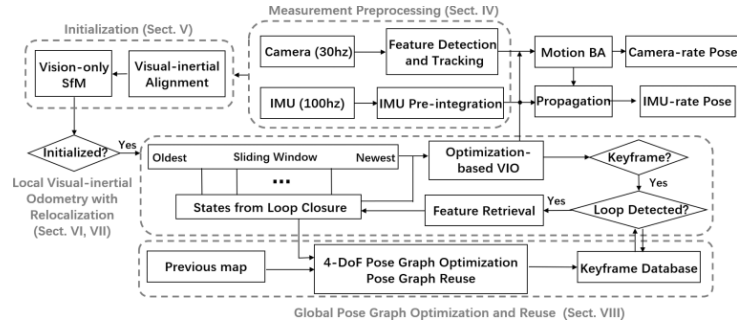 Initialization (Sect. V)
Measurement Preprocessing (Sect. IV)
Vision-only
SfM
Visual-inertial
Alignment
Camera (30hz)
Feature Detection
and Tracking
Motion BA
Camera-rate Pose
IMU (100hz)
IMU Pre-integration
Propagation
IMU-rate Pose
Initialized?
Yes
Local Visual-inertial
Odometry with
Relocalization
(Sect. VI, VII)
Oldest Sliding Window Newest
...
States from Loop Closure
Optimization-
based VIO
Keyframe?
Yes
Feature Retrieval
Yes
Loop Detected?
Previous map
4-DoF Pose Graph Optimization
Pose Graph Reuse
Keyframe Database
Global Pose Graph Optimization and Reuse (Sect. VIII)